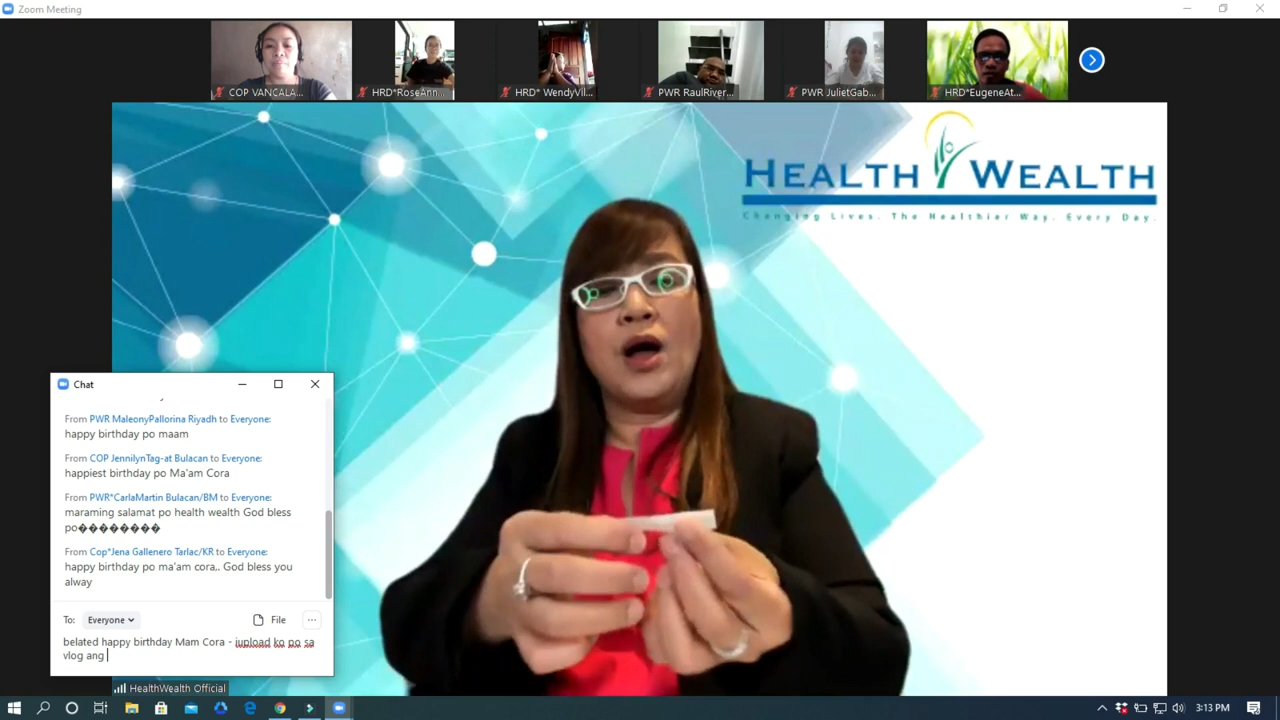 Zoom Meeting
COP VANCALA...
HRD*RoseAnn...
HRD* WendyVil...
PWR RaulRiver...
PWR JulietGab...
HRD*EugeneAt...
HEALTH WEALTH
Changing Lives. The Healthier Way. Every Day.
Chat
From PWR MaleonyPallorina Riyadh to Everyone:
happy birthday po maam
From COP JennilynTag-at Bulacan to Everyone:
happiest birthday po Ma'am Cora
From PWR*CarlaMartin Bulacan/BM to Everyone:
maraming salamat po health wealth God bless
po��������
From Cop*Jena Gallenero Tarlac/KR to Everyone:
happy birthday po ma'am cora,. God bless you
alway
To: Everyone File ...
belated happy birthday Mam Cora - iupload ko po sa
vlog ang
HealthWealth Official
3:13 PM